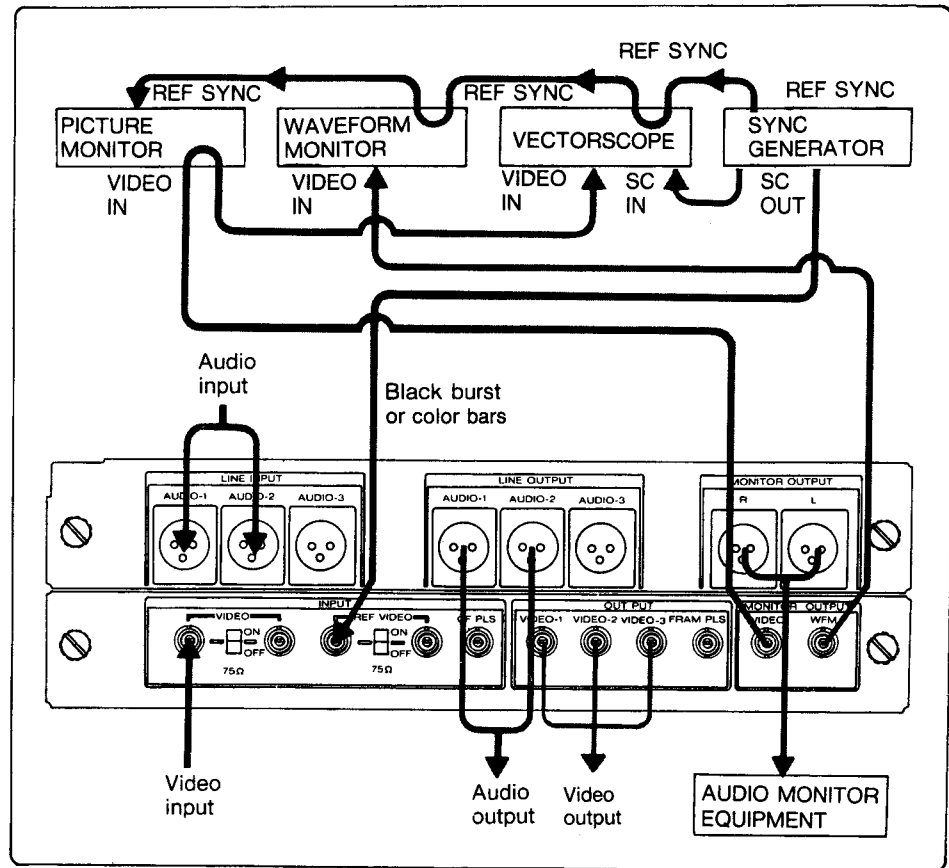 REF SYNC
REF SYNC
REF SYNC
REF SYNC
PICTURE
MONITOR
WAVEFORM
MONITOR
VECTORSCOPE
SYNC
GENERATOR
VIDEO
IN
VIDEO
IN
VIDEO
IN
SC
IN
SC
OUT
Audio
input
Black burst
or color bars
LINE INPUT
AUDIO-1
AUDIO-2
AUDIO-3
LINE OUTPUT
AUDIO-1
AUDIO-2
AUDIO-3
MONITOR OUTPUT
R
L
INPUT
VIDEO
ON
OFF
75Ω
REF VIDEO
ON
OFF
75Ω
CF PLS
OUT PUT
VIDEO-1
VIDEO-2
VIDEO-3
FRAM PLS
MONITOR OUTPUT
VIDEO
WFM
Video
input
Audio
output
Video
output
AUDIO MONITOR
EQUIPMENT